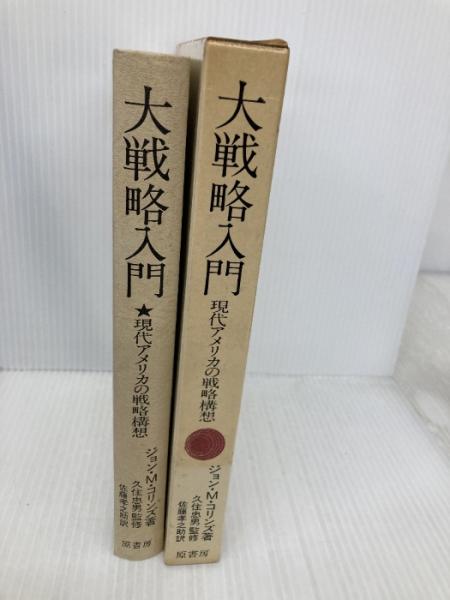 大戦略入門
★現代アメリカの戦略構想
ジョン・M・コリンズ著
久住忠男監修
佐藤孝之助訳
原書房
大戦略入門
現代アメリカの戦略構想
ジョン・M・コリンズ著
久住忠男監修
佐藤孝之助訳
原書房